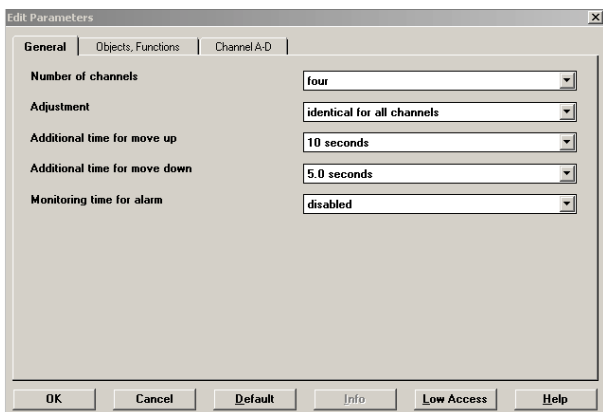 Edit Parameters
General Objects, Functions Channel A-D
Number of channels four
Adjustment identical for all channels
Additional time for move up 10 seconds
Additional time for move down 5.0 seconds
Monitoring time for alarm disabled
OK Cancel Default Info Low Access Help